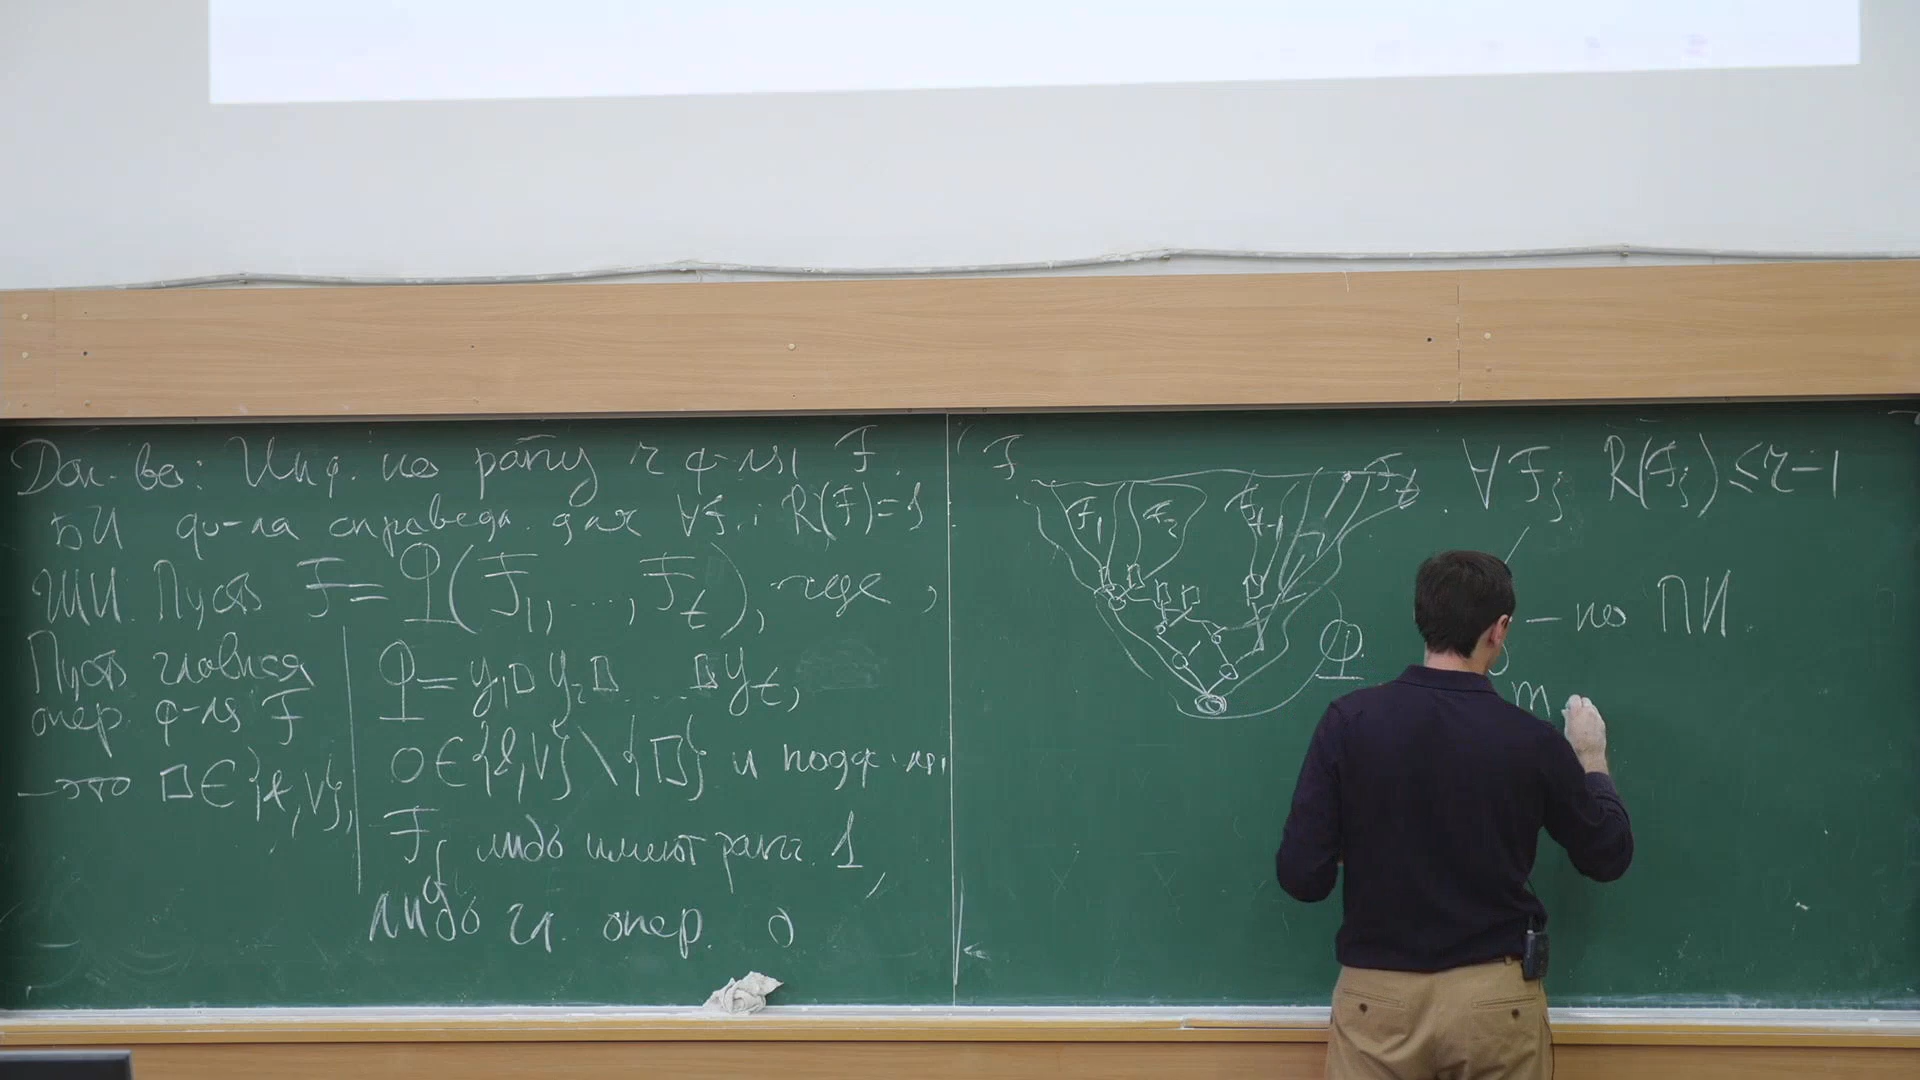 Док-во: Инд. по рангу r ф-лы F.
БИ ф-ла справедл. для ∀F: R(F)=1
ШИ. Пусть F=Φ(F₁, ..., Fₜ), где
Пусть главная
опер. ф-лы F
– это □∈{&,∨},
Φ=y₁□y₂□ ... □yₜ,
○∈{&,∨}\{□} и подф-лы
Fⱼ либо имеют ранг 1,
либо гл. опер. ○
F
F₁ F₂ Fₜ₋₁ Fₜ
Φ
∀Fⱼ R(Fⱼ)≤r–1
– по ПИ
m